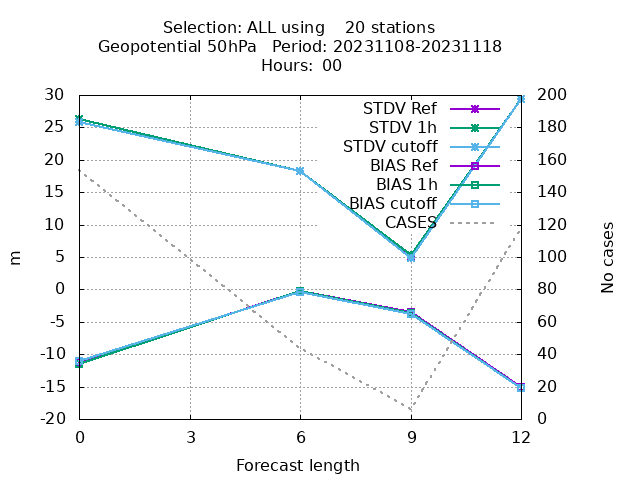 Selection: ALL using    20 stations
Geopotential 50hPa   Period: 20231108-20231118
Hours: 00
30 200
STDV Ref
25 180
STDV 1h
STDV cutoff
20 160
BIAS Ref
15 140
BIAS 1h
BIAS cutoff
10 120
CASES
5 100
m
No cases
0 80
-5 60
-10 40
-15 20
-20 0
0 3 6 9 12
Forecast length